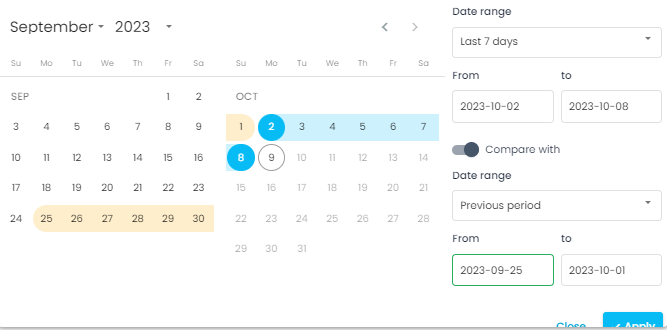 September 2023
Su Mo Tu We Th Fr Sa
SEP 1 2
3 4 5 6 7 8 9
10 11 12 13 14 15 16
17 18 19 20 21 22 23
24 25 26 27 28 29 30
Su Mo Tu We Th Fr Sa
OCT
1 2 3 4 5 6 7
8 9 10 11 12 13 14
15 16 17 18 19 20 21
22 23 24 25 26 27 28
29 30 31
Date range
Last 7 days
From to
2023-10-02 2023-10-08
Compare with
Date range
Previous period
From to
2023-09-25 2023-10-01
Close ✓ Apply